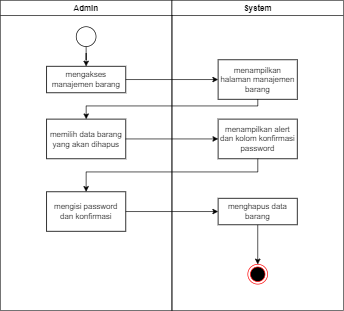 Admin
System
mengakses
manajemen barang
menampilkan
halaman manajemen
barang
memilih data barang
yang akan dihapus
menampilkan alert
dan kolom konfirmasi
password
mengisi password
dan konfirmasi
menghapus data
barang